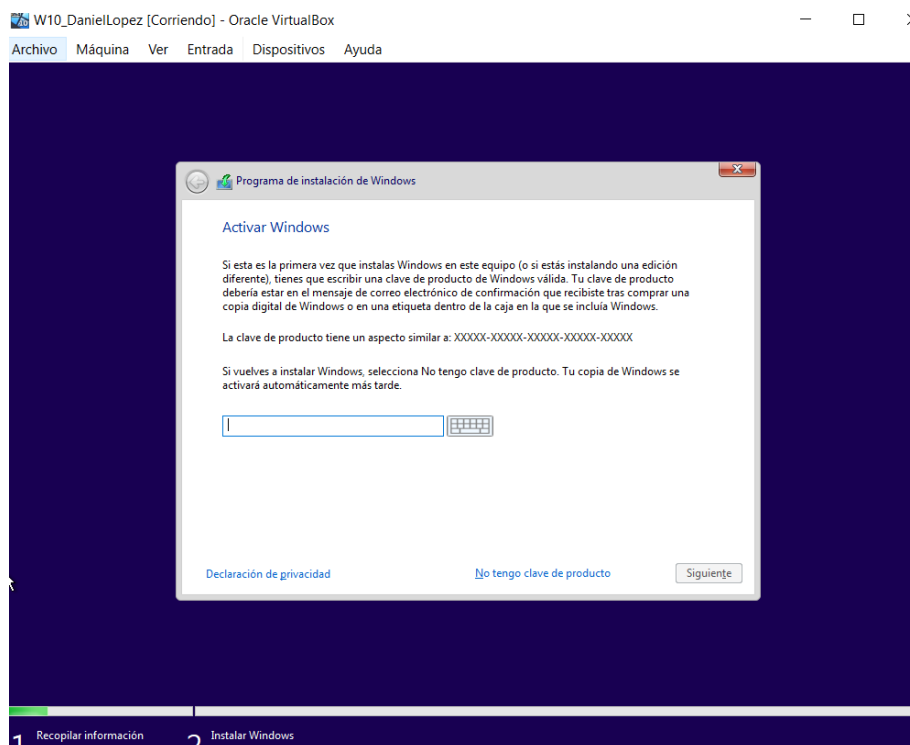 W10_DanielLopez [Corriendo] - Oracle VirtualBox
Archivo Máquina Ver Entrada Dispositivos Ayuda
Programa de instalación de Windows
Activar Windows
Si esta es la primera vez que instalas Windows en este equipo (o si estás instalando una edición
diferente), tienes que escribir una clave de producto de Windows válida. Tu clave de producto
debería estar en el mensaje de correo electrónico de confirmación que recibiste tras comprar una
copia digital de Windows o en una etiqueta dentro de la caja en la que se incluía Windows.
La clave de producto tiene un aspecto similar a: XXXXX-XXXXX-XXXXX-XXXXX-XXXXX
Si vuelves a instalar Windows, selecciona No tengo clave de producto. Tu copia de Windows se
activará automáticamente más tarde.
Declaración de privacidad No tengo clave de producto Siguiente
1 Recopilar información 2 Instalar Windows